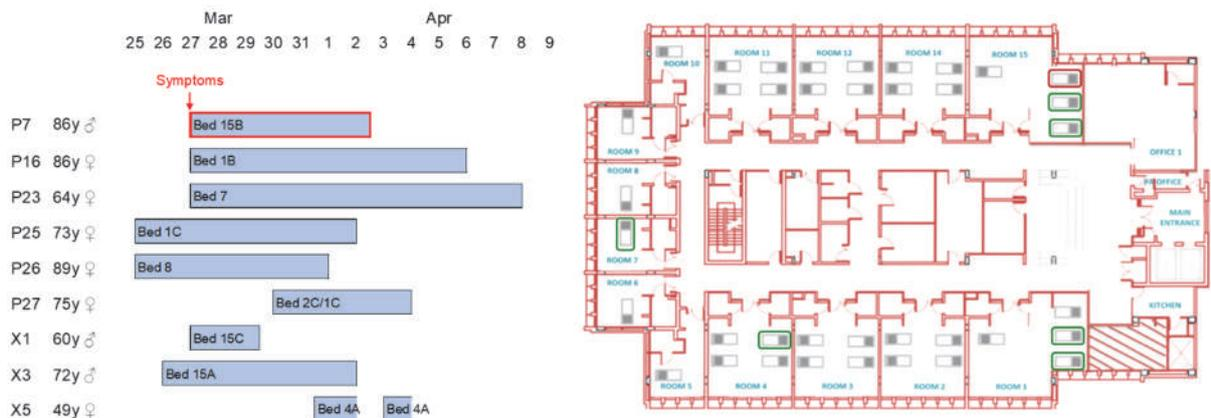 Mar Apr
25 26 27 28 29 30 31 1 2 3 4 5 6 7 8 9
Symptoms
P7 86y ♂ Bed 15B
P16 86y ♀ Bed 1B
P23 64y ♀ Bed 7
P25 73y ♀ Bed 1C
P26 89y ♀ Bed 8
P27 75y ♀ Bed 2C/1C
X1 60y ♂ Bed 15C
X3 72y ♂ Bed 15A
X5 49y ♀ Bed 4A Bed 4A
ROOM 10 ROOM 11 ROOM 12 ROOM 14 ROOM 15
ROOM 9
OFFICE 1
ROOM 8
OFFICE
MAIN
ENTRANCE
ROOM 7
ROOM 6
KITCHEN
ROOM 5 ROOM 4 ROOM 3 ROOM 2 ROOM 1